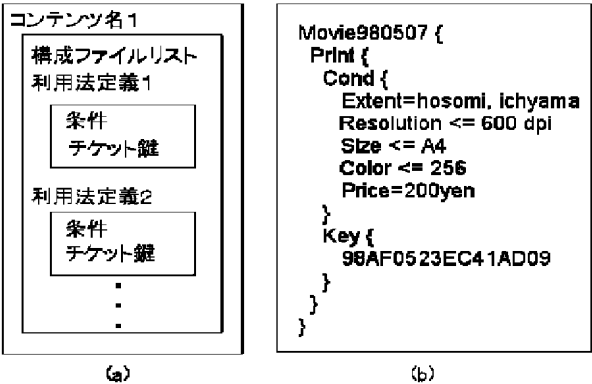 コンテンツ名1
構成ファイルリスト
利用法定義1
条件
チケット鍵
利用法定義2
条件
チケット鍵
(a)
Movie980507 {
Print {
Cond {
Extent=hosomi, ichyama
Resolution <= 600 dpi
Size <= A4
Color <= 256
Price=200yen
}
Key {
98AF0523EC41AD09
}
}
}
(b)